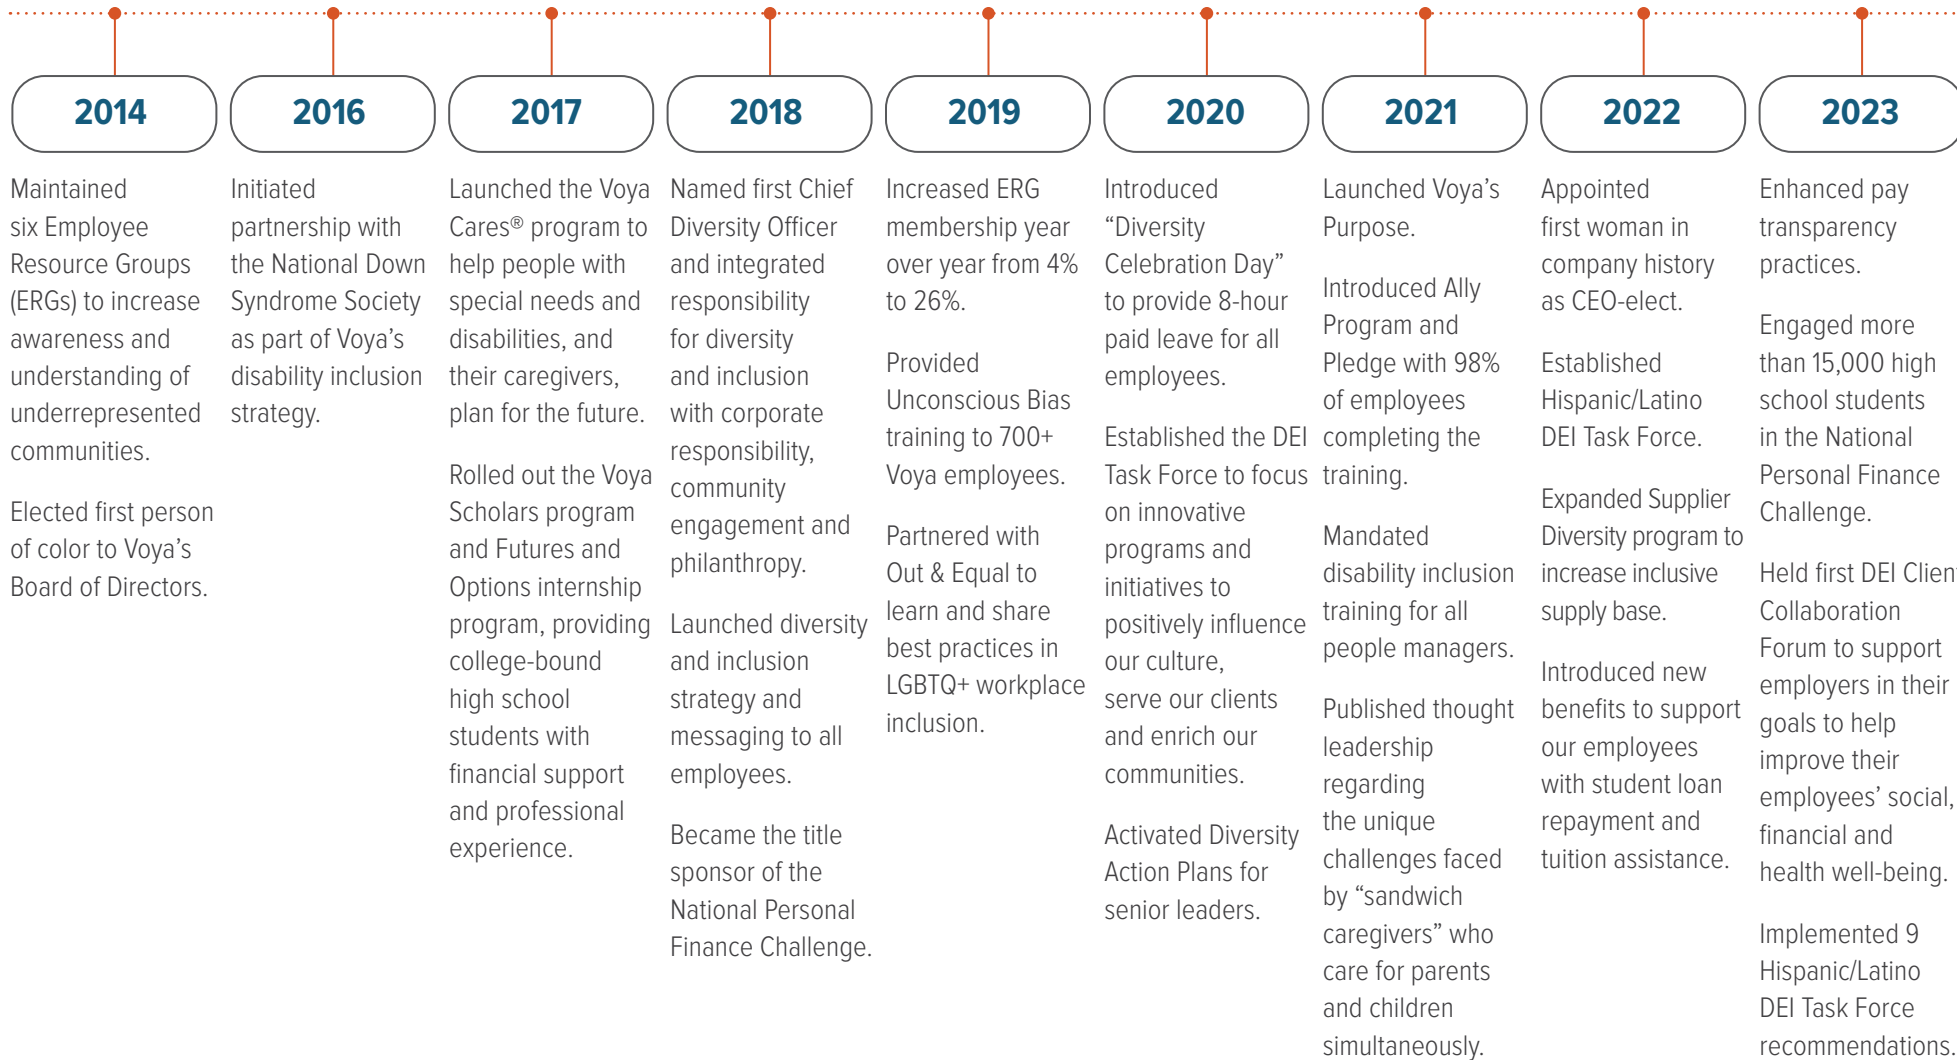 2014
Maintained
six Employee
Resource Groups
(ERGs) to increase
awareness and
understanding of
underrepresented
communities.
Elected first person
of color to Voya’s
Board of Directors.
2016
Initiated
partnership with
the National Down
Syndrome Society
as part of Voya’s
disability inclusion
strategy.
2017
Launched the Voya
Cares® program to
help people with
special needs and
disabilities, and
their caregivers,
plan for the future.
Rolled out the Voya
Scholars program
and Futures and
Options internship
program, providing
college-bound
high school
students with
financial support
and professional
experience.
2018
Named first Chief
Diversity Officer
and integrated
responsibility
for diversity
and inclusion
with corporate
responsibility,
community
engagement and
philanthropy.
Launched diversity
and inclusion
strategy and
messaging to all
employees.
Became the title
sponsor of the
National Personal
Finance Challenge.
2019
Increased ERG
membership year
over year from 4%
to 26%.
Provided
Unconscious Bias
training to 700+
Voya employees.
Partnered with
Out & Equal to
learn and share
best practices in
LGBTQ+ workplace
inclusion.
2020
Introduced
“Diversity
Celebration Day”
to provide 8-hour
paid leave for all
employees.
Established the DEI
Task Force to focus
on innovative
programs and
initiatives to
positively influence
our culture,
serve our clients
and enrich our
communities.
Activated Diversity
Action Plans for
senior leaders.
2021
Launched Voya’s
Purpose.
Introduced Ally
Program and
Pledge with 98%
of employees
completing the
training.
Mandated
disability inclusion
training for all
people managers.
Published thought
leadership
regarding
the unique
challenges faced
by “sandwich
caregivers” who
care for parents
and children
simultaneously.
2022
Appointed
first woman in
company history
as CEO-elect.
Established
Hispanic/Latino
DEI Task Force.
Expanded Supplier
Diversity program to
increase inclusive
supply base.
Introduced new
benefits to support
our employees
with student loan
repayment and
tuition assistance.
2023
Enhanced pay
transparency
practices.
Engaged more
than 15,000 high
school students
in the National
Personal Finance
Challenge.
Held first DEI Client
Collaboration
Forum to support
employers in their
goals to help
improve their
employees’ social,
financial and
health well-being.
Implemented 9
Hispanic/Latino
DEI Task Force
recommendations.